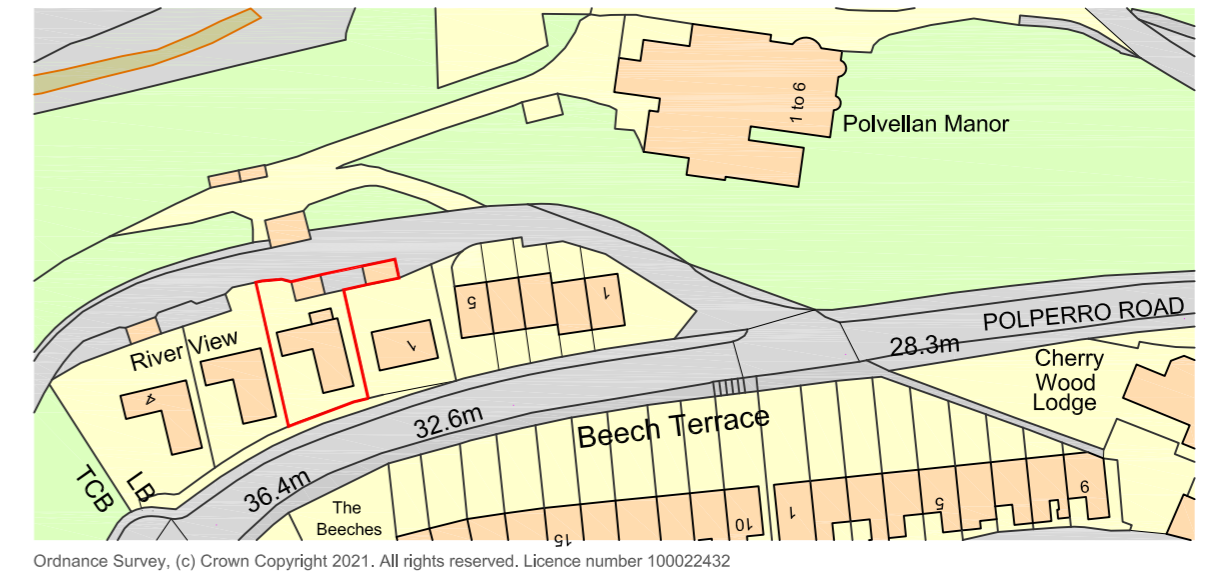 1 to 6
Polvellan Manor
River View
5
1
1
4
POLPERRO ROAD
28.3m
Cherry
Wood
Lodge
32.6m
Beech Terrace
36.4m
TCB
LB
The
Beeches
15
10
1
5
9
Ordnance Survey, (c) Crown Copyright 2021. All rights reserved. Licence number 100022432